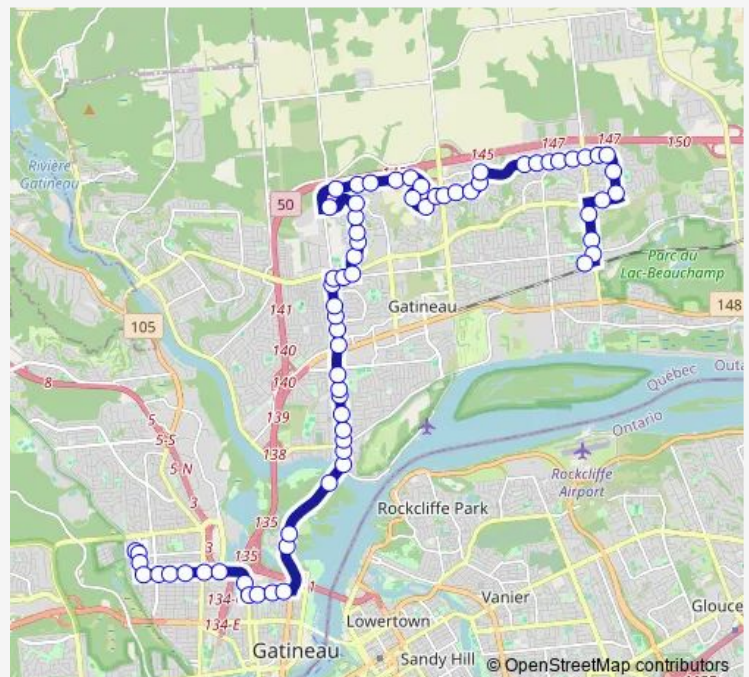 Rivière
Gatineau
50
145
147
147
150
Parc du
Lac-Beauchamp
141
Gatineau
148
105
140
140
Québec
Ontario
8
139
5
5-S
5-N
138
Rockcliffe
Airport
3
Rockcliffe Park
135
3
135
1
134-E
Vanier
Lowertown
Gatineau
Sandy Hill
© OpenStreetMap contributors